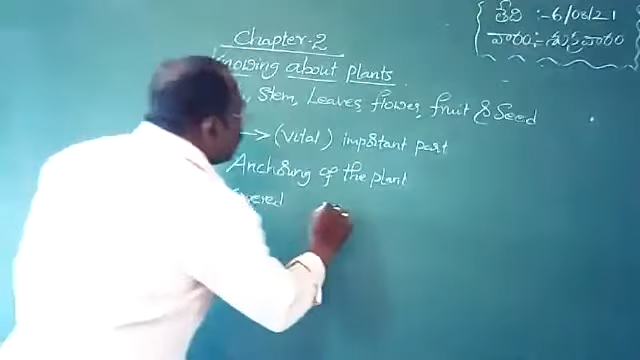 తేది :-6/08/21
వారం:- శుక్రవారం
Chapter-2
Knowing about plants
Stem, Leaves, flower, fruit & Seed
→ (Vital) important part
Anchoring of the plant